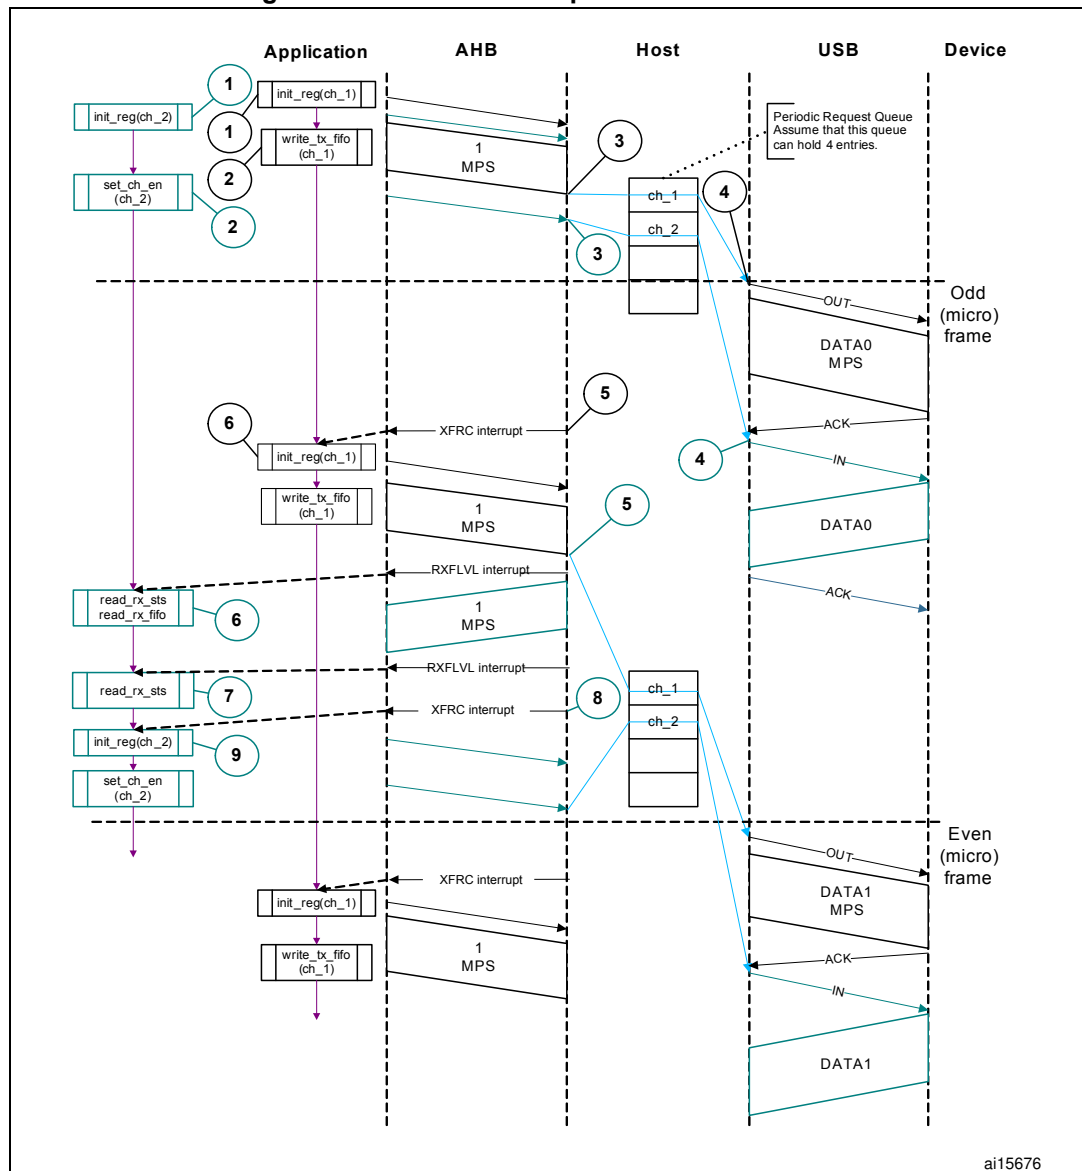 Application
AHB
Host
USB
Device
1
init_reg(ch_2)
1
init_reg(ch_1)
2
write_tx_fifo
(ch_1)
set_ch_en
(ch_2)
2
1
MPS
3
3
Periodic Request Queue
Assume that this queue
can hold 4 entries.
ch_1
ch_2
4
Odd
(micro)
frame
OUT
DATA0
MPS
ACK
5
XFRC interrupt
6
init_reg(ch_1)
write_tx_fifo
(ch_1)
1
MPS
4
IN
DATA0
ACK
5
RXFLVL interrupt
read_rx_sts
read_rx_fifo
6
1
MPS
RXFLVL interrupt
read_rx_sts
7
XFRC interrupt
8
init_reg(ch_2)
9
set_ch_en
(ch_2)
ch_1
ch_2
Even
(micro)
frame
OUT
DATA1
MPS
ACK
XFRC interrupt
init_reg(ch_1)
write_tx_fifo
(ch_1)
1
MPS
IN
DATA1
ai15676